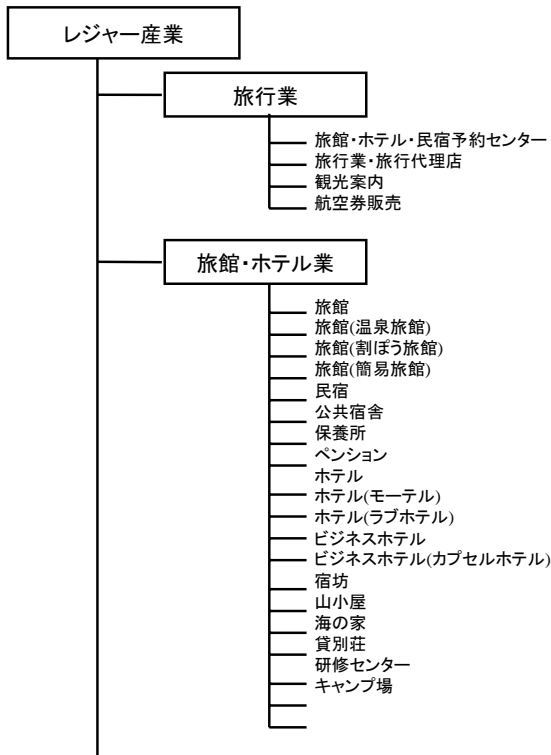 レジャー産業
旅行業
旅館・ホテル・民宿予約センター
旅行業・旅行代理店
観光案内
航空券販売
旅館・ホテル業
旅館
旅館(温泉旅館)
旅館(割ぽう旅館)
旅館(簡易旅館)
民宿
公共宿舎
保養所
ペンション
ホテル
ホテル(モーテル)
ホテル(ラブホテル)
ビジネスホテル
ビジネスホテル(カプセルホテル)
宿坊
山小屋
海の家
貸別荘
研修センター
キャンプ場